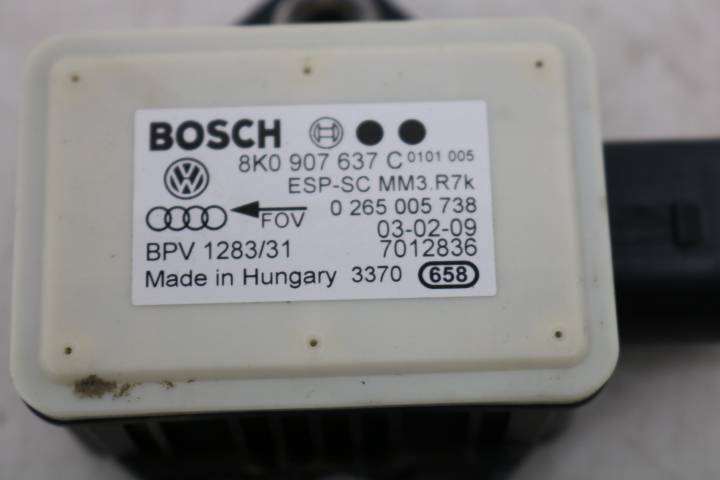 BOSCH
8K0 907 637 C 0101 005
ESP-SC MM3.R7k
FOV 0 265 005 738
03-02-09
BPV 1283/31 7012836
Made in Hungary 3370 658